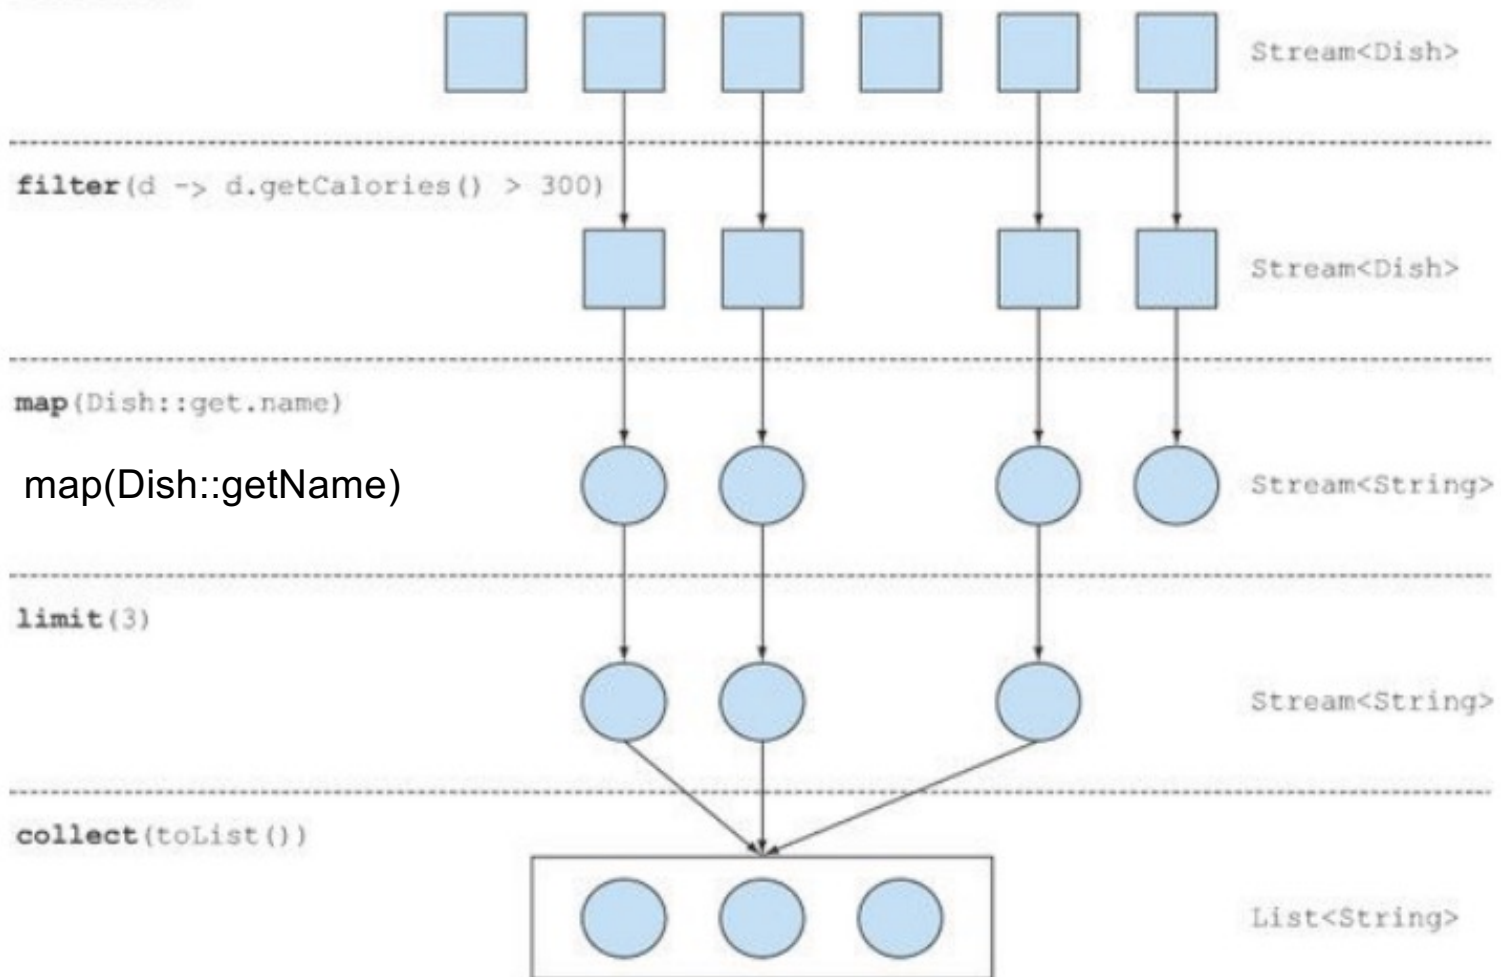 Stream<Dish>
filter(d -> d.getCalories() > 300)
Stream<Dish>
map(Dish::get.name)
map(Dish::getName)
Stream<String>
limit(3)
Stream<String>
collect(toList())
List<String>